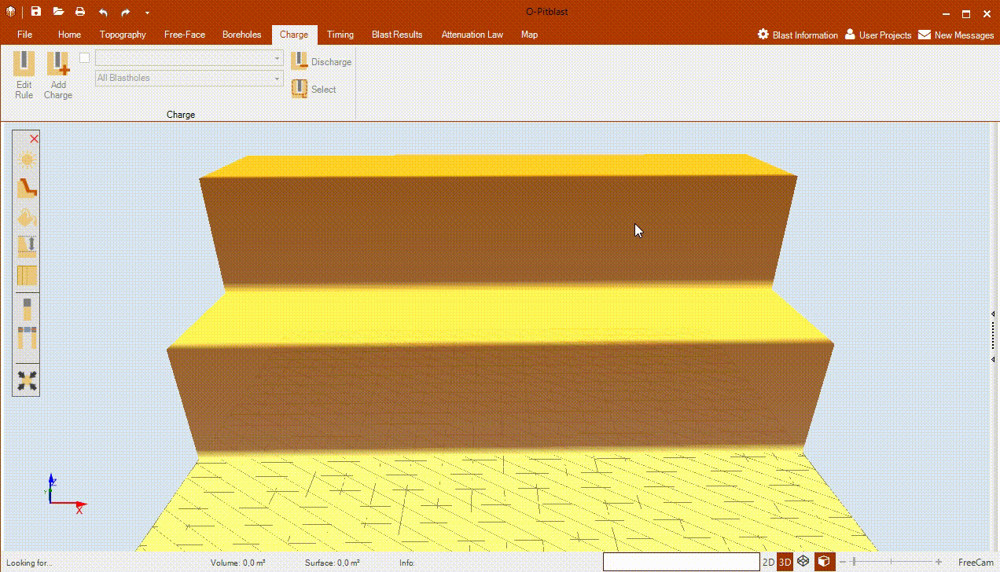 O-Pitblast
File Home Topography Free-Face Boreholes Charge Timing Blast Results Attenuation Law Map Blast Information User Projects New Messages
Edit Rule
Add Charge
All Blastholes
Discharge
Select
Charge
Z
Y
X
Looking for... Volume: 0,0 m³ Surface: 0,0 m² Info: 2D 3D FreeCam